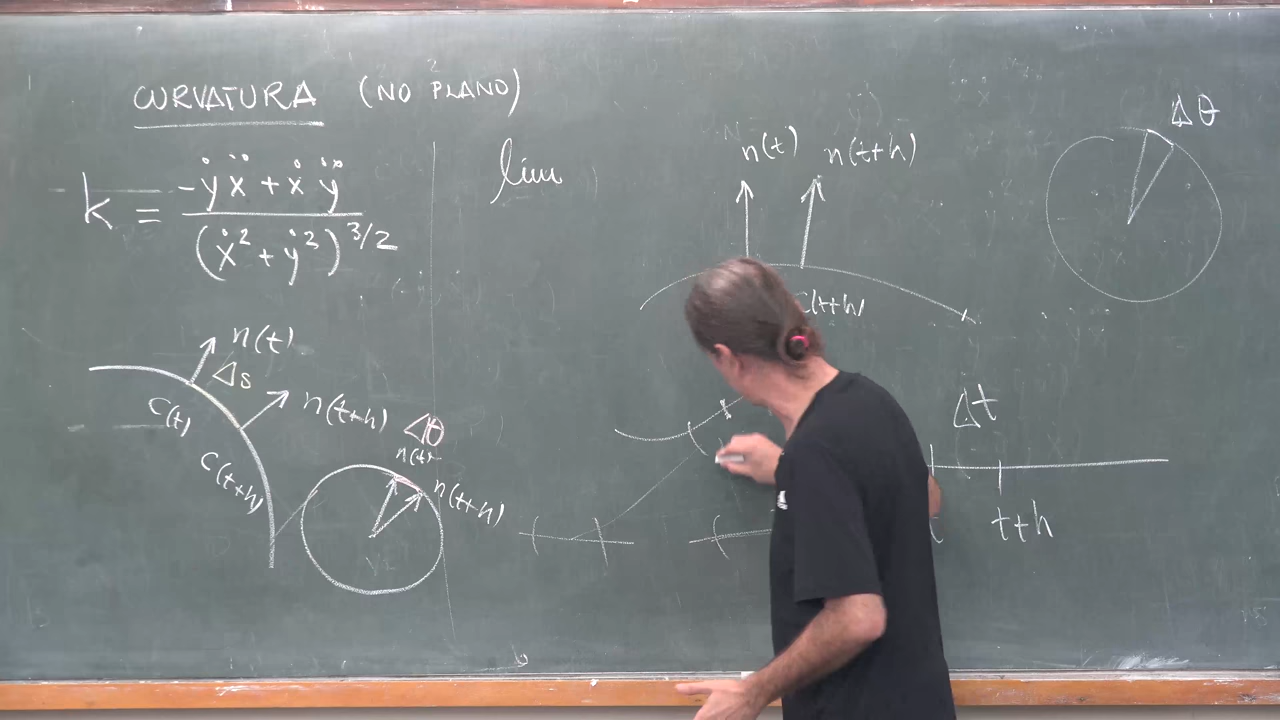 CURVATURA (NO PLANO)
k = -ẏẍ + ẋÿ / (ẋ² + ẏ²)^3/2
lim
n(t) n(t+h)
C(t+h)
Δθ
n(t)
Δs
n(t+h)
C(t)
C(t+h)
Δθ
n(t)
n(t+h)
Δt
t
t+h